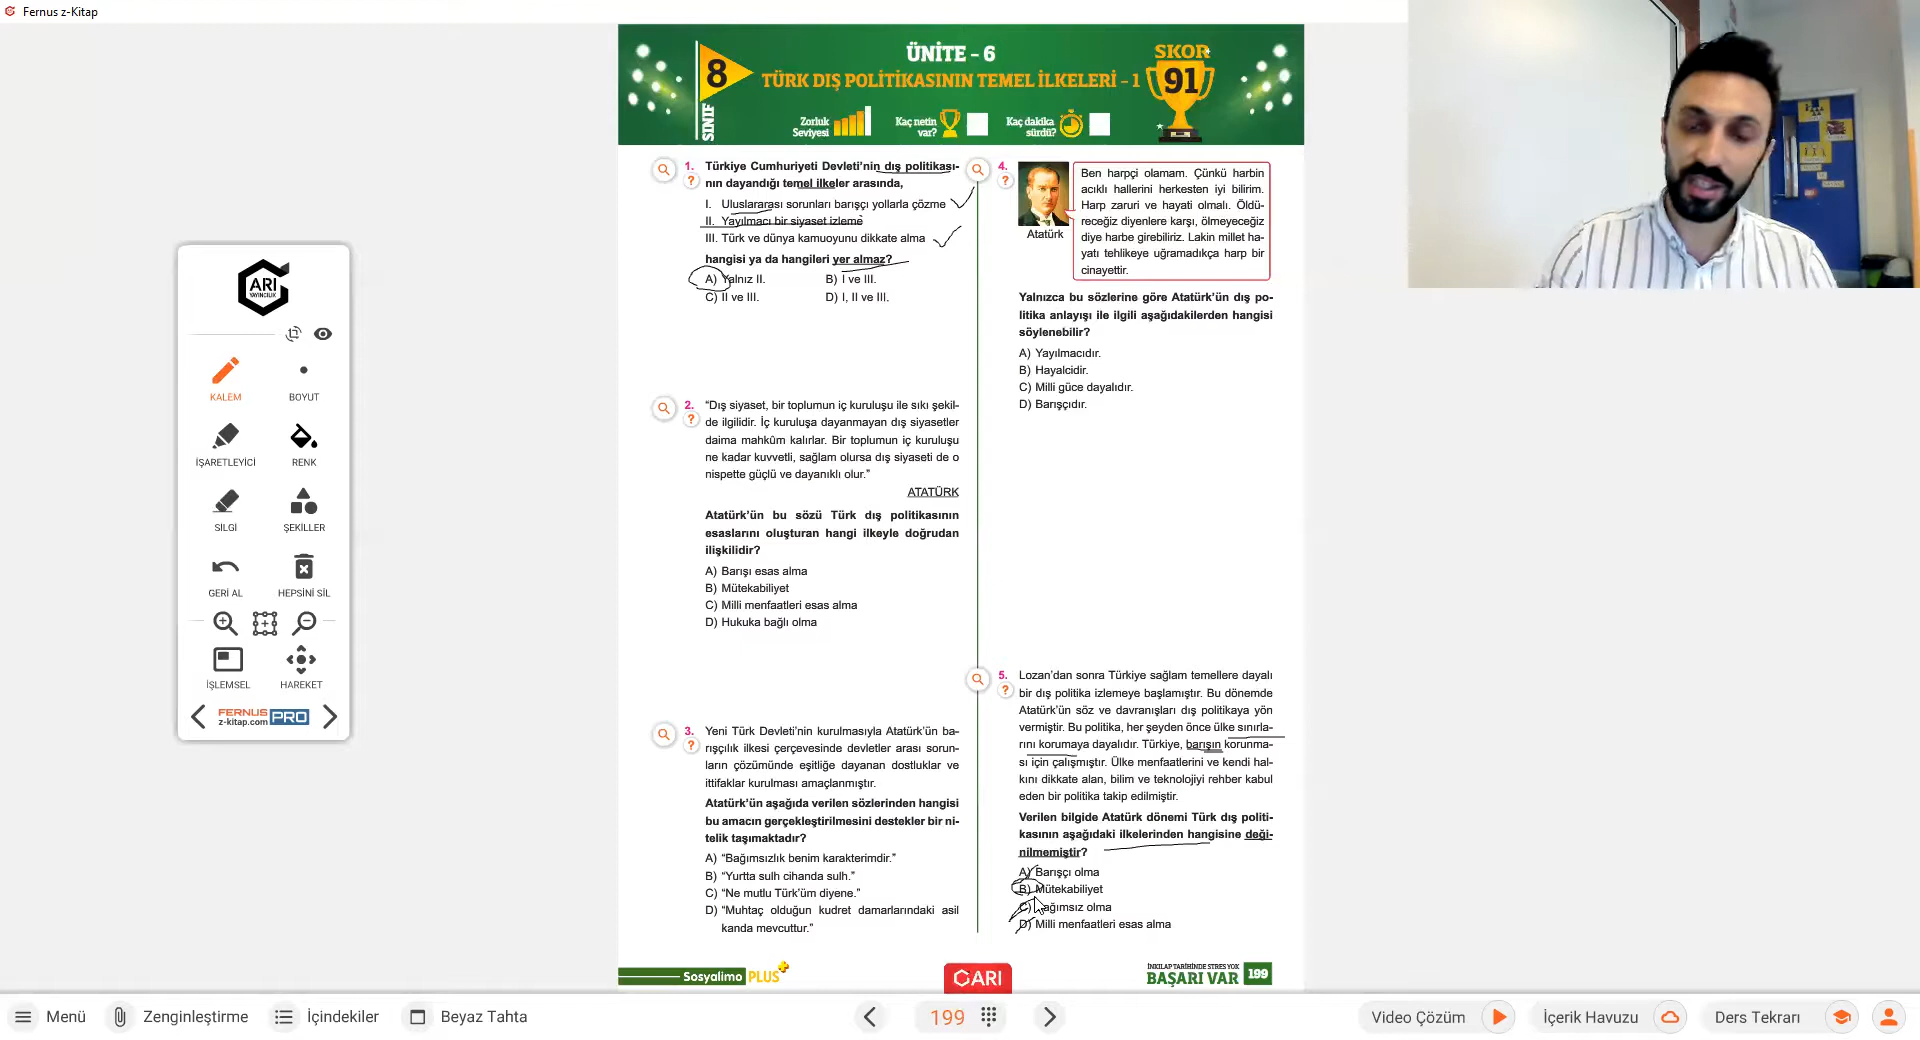 Fernus z-Kitap
8
SINIF
ÜNİTE - 6
TÜRK DIŞ POLİTİKASININ TEMEL İLKELERİ - 1
SKOR
91
Zorluk
Seviyesi
Kaç netin
var?
Kaç dakika
sürdü?
1. Türkiye Cumhuriyeti Devleti'nin dış politikası-
? nın dayandığı temel ilkeler arasında,
I. Uluslararası sorunları barışçı yollarla çözme
II. Yayılmacı bir siyaset izleme
III. Türk ve dünya kamuoyunu dikkate alma
hangisi ya da hangileri yer almaz?
A) Yalnız II. B) I ve III.
C) II ve III. D) I, II ve III.
2. “Dış siyaset, bir toplumun iç kuruluşu ile sıkı şekil-
? de ilgilidir. İç kuruluşa dayanmayan dış siyasetler
daima mahkûm kalırlar. Bir toplumun iç kuruluşu
ne kadar kuvvetli, sağlam olursa dış siyaseti de o
nispette güçlü ve dayanıklı olur.”
ATATÜRK
Atatürk'ün bu sözü Türk dış politikasının
esaslarını oluşturan hangi ilkeyle doğrudan
ilişkilidir?
A) Barışı esas alma
B) Mütekabiliyet
C) Milli menfaatleri esas alma
D) Hukuka bağlı olma
3. Yeni Türk Devleti'nin kurulmasıyla Atatürk'ün ba-
? rışçılık ilkesi çerçevesinde devletler arası sorun-
ların çözümünde eşitliğe dayanan dostluklar ve
ittifaklar kurulması amaçlanmıştır.
Atatürk'ün aşağıda verilen sözlerinden hangisi
bu amacın gerçekleştirilmesini destekler bir ni-
telik taşımaktadır?
A) “Bağımsızlık benim karakterimdir.”
B) “Yurtta sulh cihanda sulh.”
C) “Ne mutlu Türk'üm diyene.”
D) “Muhtaç olduğun kudret damarlarındaki asil
kanda mevcuttur.”
4.
?
Atatürk
Ben harpçi olamam. Çünkü harbin
acıklı hallerini herkesten iyi bilirim.
Harp zaruri ve hayati olmalı. Öldü-
receğiz diyenlere karşı, ölmeyeceğiz
diye harbe girebiliriz. Lakin millet ha-
yatı tehlikeye uğramadıkça harp bir
cinayettir.
Yalnızca bu sözlerine göre Atatürk'ün dış po-
litika anlayışı ile ilgili aşağıdakilerden hangisi
söylenebilir?
A) Yayılmacıdır.
B) Hayalcidir.
C) Milli güce dayalıdır.
D) Barışçıdır.
5. Lozan'dan sonra Türkiye sağlam temellere dayalı
? bir dış politika izlemeye başlamıştır. Bu dönemde
Atatürk'ün söz ve davranışları dış politikaya yön
vermiştir. Bu politika, her şeyden önce ülke sınırla-
rını korumaya dayalıdır. Türkiye, barışın korunma-
sı için çalışmıştır. Ülke menfaatlerini ve kendi hal-
kını dikkate alan, bilim ve teknolojiyi rehber kabul
eden bir politika takip edilmiştir.
Verilen bilgide Atatürk dönemi Türk dış politi-
kasının aşağıdaki ilkelerinden hangisine deği-
nilmemiştir?
A) Barışçı olma
B) Mütekabiliyet
C) Bağımsız olma
D) Milli menfaatleri esas alma
Sosyalimo PLUS
ARI
İNKILAP TARİHİNDE STRES YOK
BAŞARI VAR 199
ARI
YAYINCILIK
KALEM BOYUT
İŞARETLEYİCİ RENK
SİLGİ ŞEKİLLER
GERİ AL HEPSİNİ SİL
İŞLEMSEL HAREKET
FERNUS
z-kitap.com PRO
Menü Zenginleştirme İçindekiler Beyaz Tahta 199 Video Çözüm İçerik Havuzu Ders Tekrarı